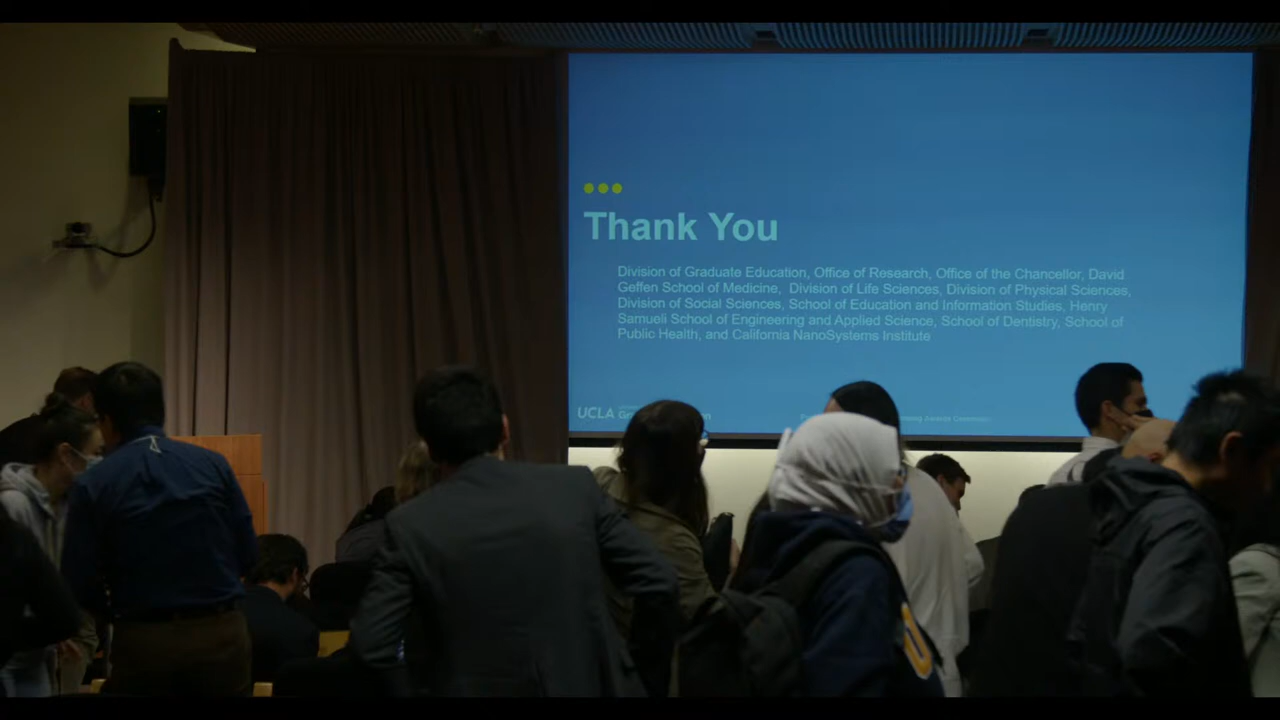 Thank You
Division of Graduate Education, Office of Research, Office of the Chancellor, David
Geffen School of Medicine, Division of Life Sciences, Division of Physical Sciences,
Division of Social Sciences, School of Education and Information Studies, Henry
Samueli School of Engineering and Applied Science, School of Dentistry, School of
Public Health, and California NanoSystems Institute
UCLA